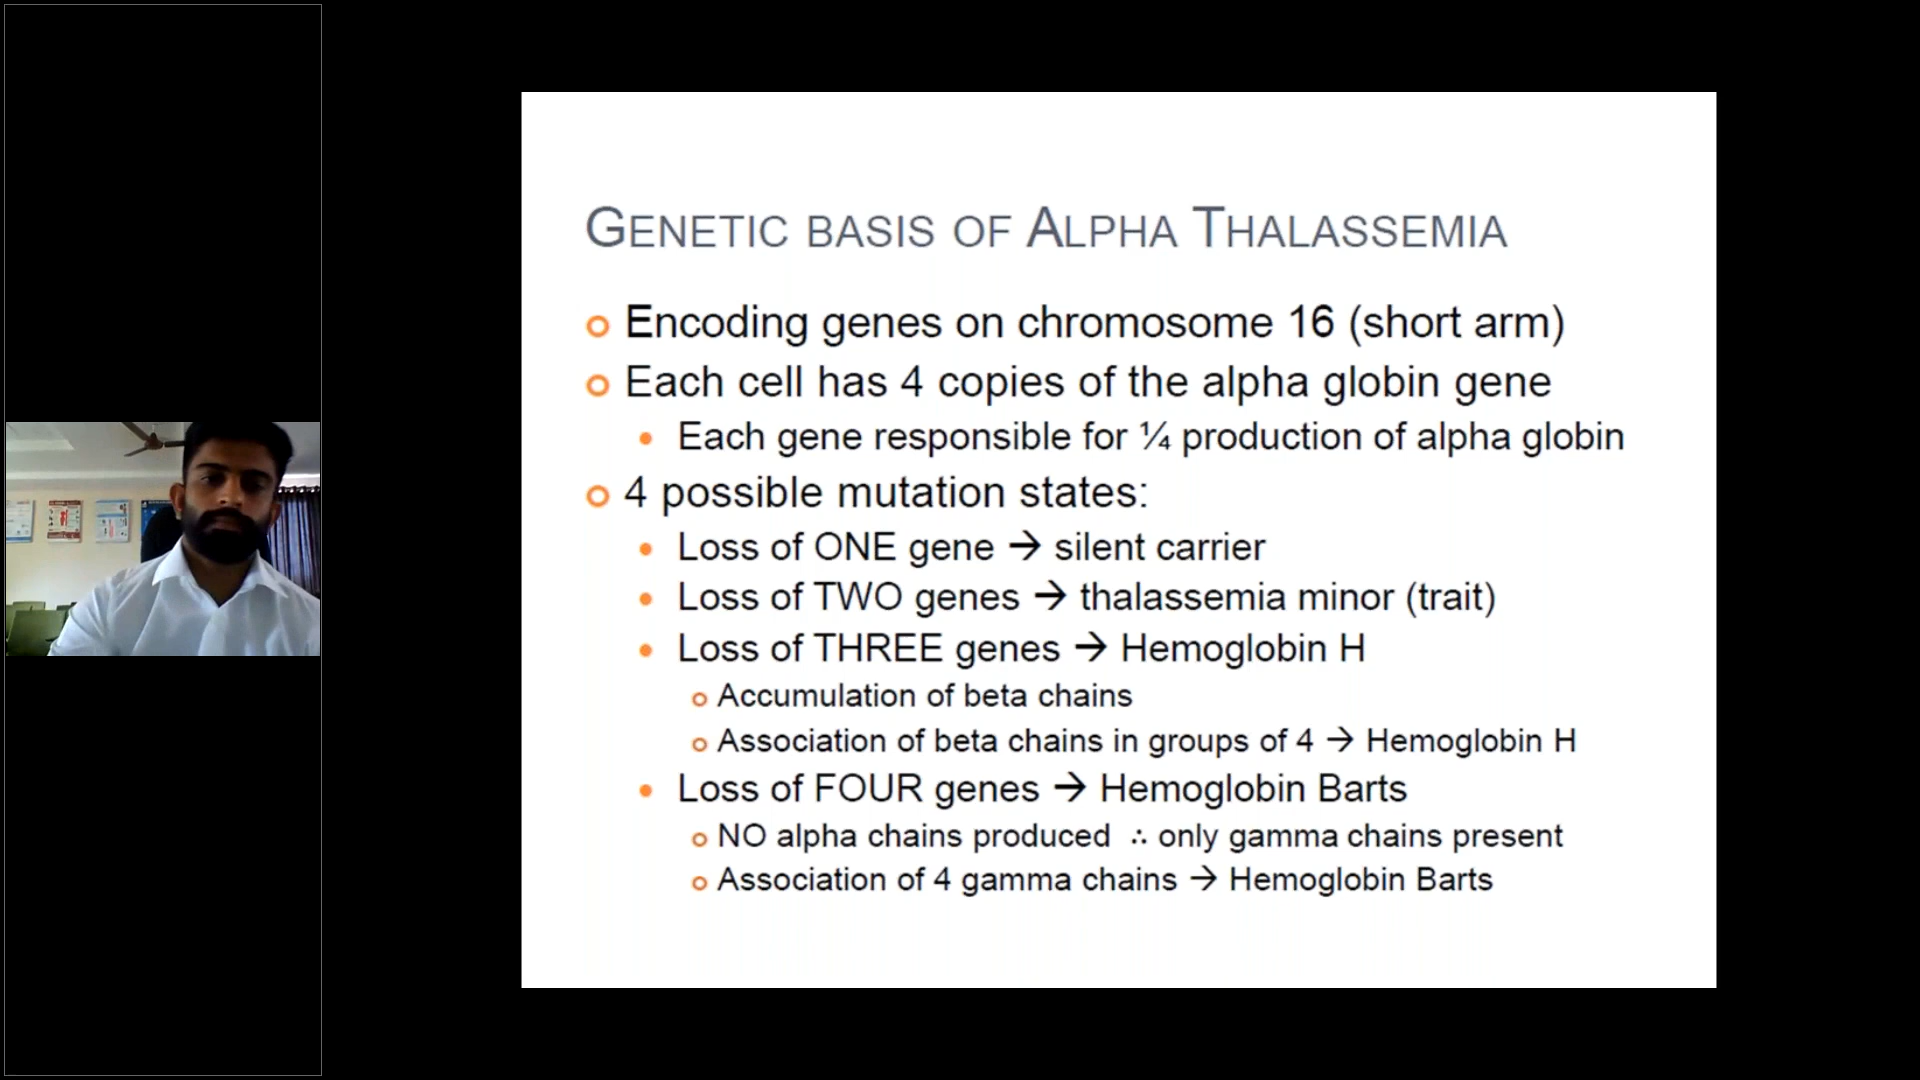 GENETIC BASIS OF ALPHA THALASSEMIA
Encoding genes on chromosome 16 (short arm)
Each cell has 4 copies of the alpha globin gene
Each gene responsible for ¼ production of alpha globin
4 possible mutation states:
Loss of ONE gene → silent carrier
Loss of TWO genes → thalassemia minor (trait)
Loss of THREE genes → Hemoglobin H
Accumulation of beta chains
Association of beta chains in groups of 4 → Hemoglobin H
Loss of FOUR genes → Hemoglobin Barts
NO alpha chains produced ∴ only gamma chains present
Association of 4 gamma chains → Hemoglobin Barts